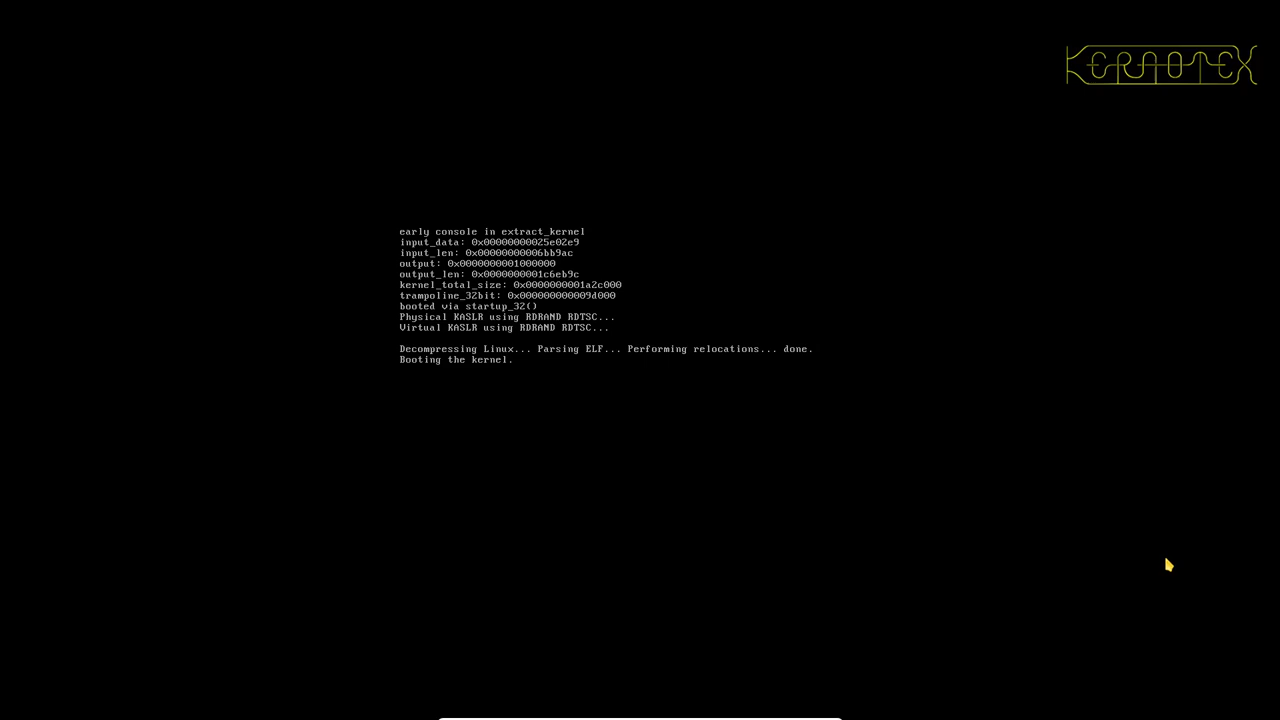 KERNOTEX
early console in extract_kernel
input_data: 0x00000000025e02e9
input_len: 0x00000000006bb9ac
output: 0x0000000001000000
output_len: 0x0000000001c6eb9c
kernel_total_size: 0x0000000001a2c000
trampoline_32bit: 0x000000000009d000
booted via startup_32()
Physical KASLR using RDRAND RDTSC...
Virtual KASLR using RDRAND RDTSC...
Decompressing Linux... Parsing ELF... Performing relocations... done.
Booting the kernel.